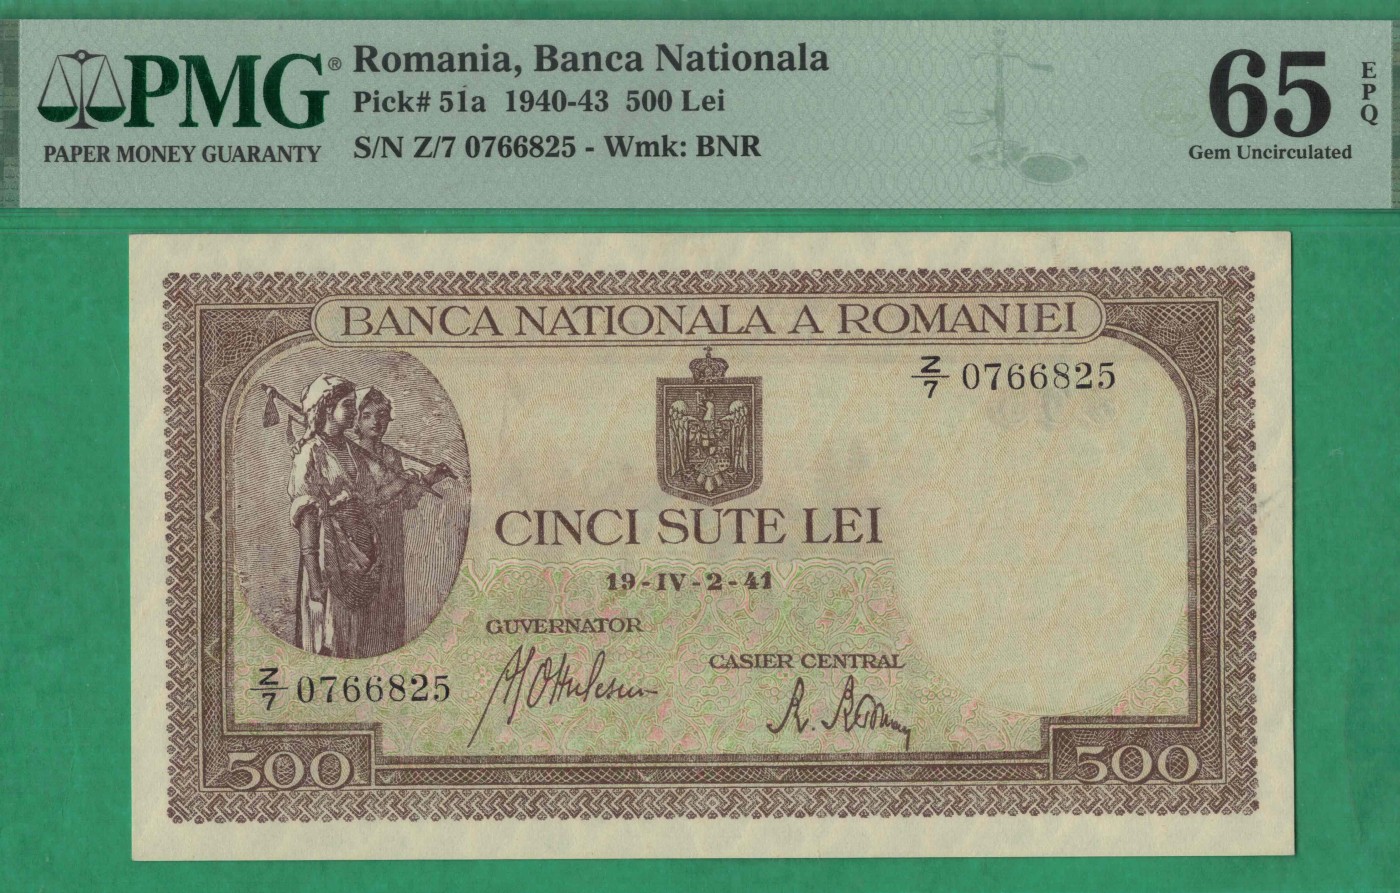 PMG®
PAPER MONEY GUARANTY
Romania, Banca Nationala
Pick# 51a 1940-43 500 Lei
S/N Z/7 0766825 - Wmk: BNR
65
EPQ
Gem Uncirculated
BANCA NATIONALA A ROMANIEI
Z/7 0766825
CINCI SUTE LEI
19-IV-2-41
GUVERNATOR
CASIER CENTRAL
Z/7 0766825
500
500